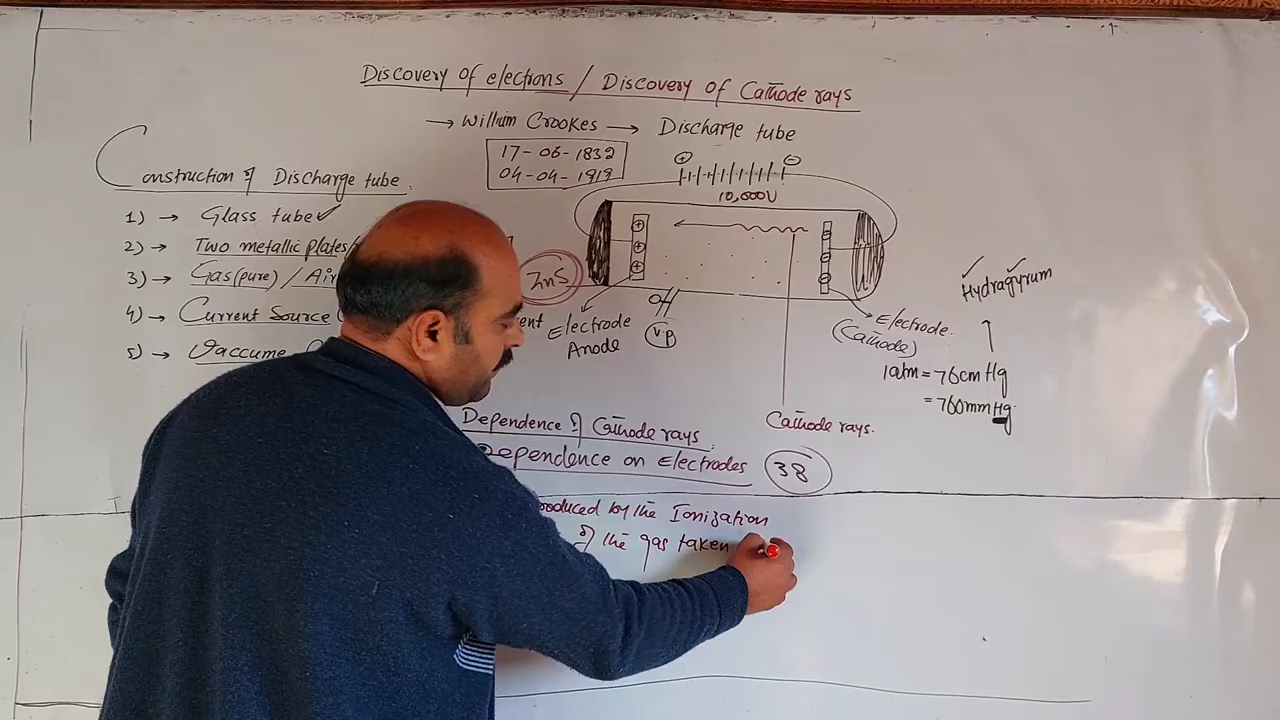 Discovery of electrons / Discovery of Cathode rays
→ Willium Crookes → Discharge tube
17-06-1832
04-04-1919
Construction of Discharge tube.
1) → Glass tube ✓
2) → Two metallic plates/
3) → Gas(pure) / Air
4) → Current Source
5) → Vaccume
ZnS
+ −
10,000V
+
+
+
Electrode
Anode
V.P
Electrode.
(Cathode)
Cathode rays.
Hydragyrum
1atm = 76cm Hg
= 760mm Hg.
Dependence of Cathode rays.
Dependence on Electrodes 38
roduced by the Ionization
of the gas taken